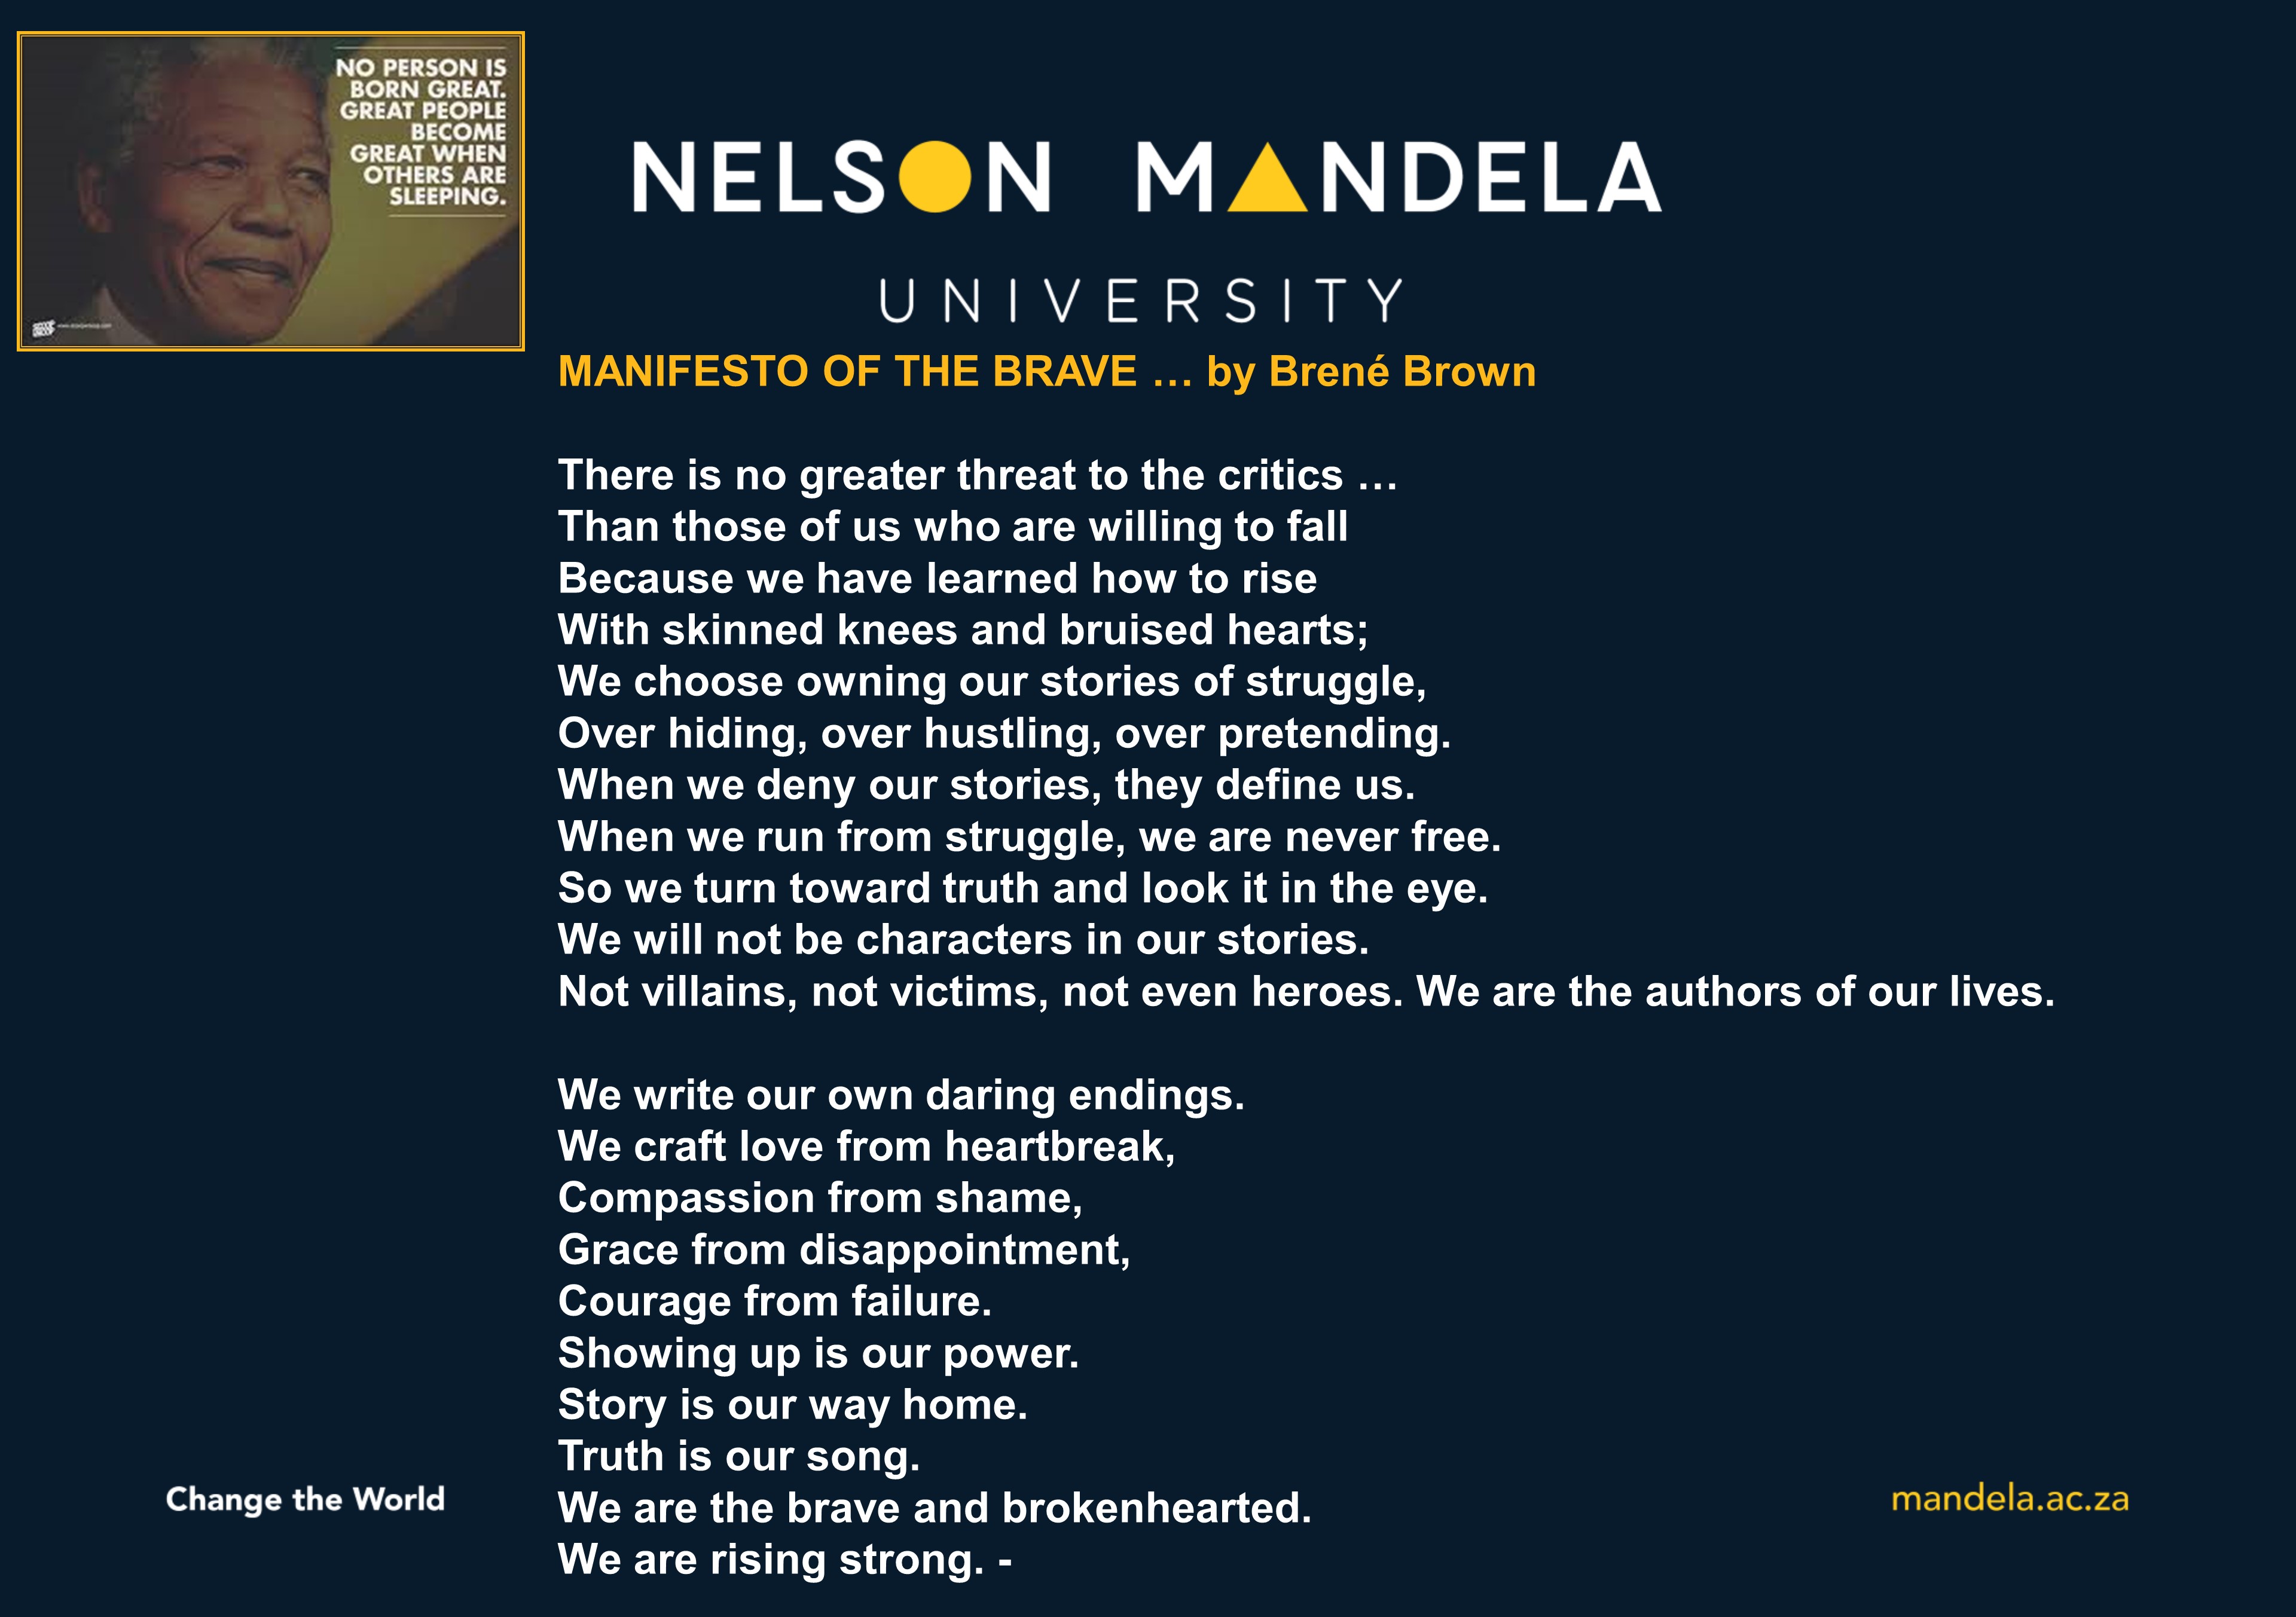 NO PERSON IS
BORN GREAT.
GREAT PEOPLE
BECOME
GREAT WHEN
OTHERS ARE
SLEEPING.
NELSON MANDELA
UNIVERSITY
MANIFESTO OF THE BRAVE … by Brené Brown
There is no greater threat to the critics …
Than those of us who are willing to fall
Because we have learned how to rise
With skinned knees and bruised hearts;
We choose owning our stories of struggle,
Over hiding, over hustling, over pretending.
When we deny our stories, they define us.
When we run from struggle, we are never free.
So we turn toward truth and look it in the eye.
We will not be characters in our stories.
Not villains, not victims, not even heroes. We are the authors of our lives.
We write our own daring endings.
We craft love from heartbreak,
Compassion from shame,
Grace from disappointment,
Courage from failure.
Showing up is our power.
Story is our way home.
Truth is our song.
We are the brave and brokenhearted.
We are rising strong. -
Change the World
mandela.ac.za